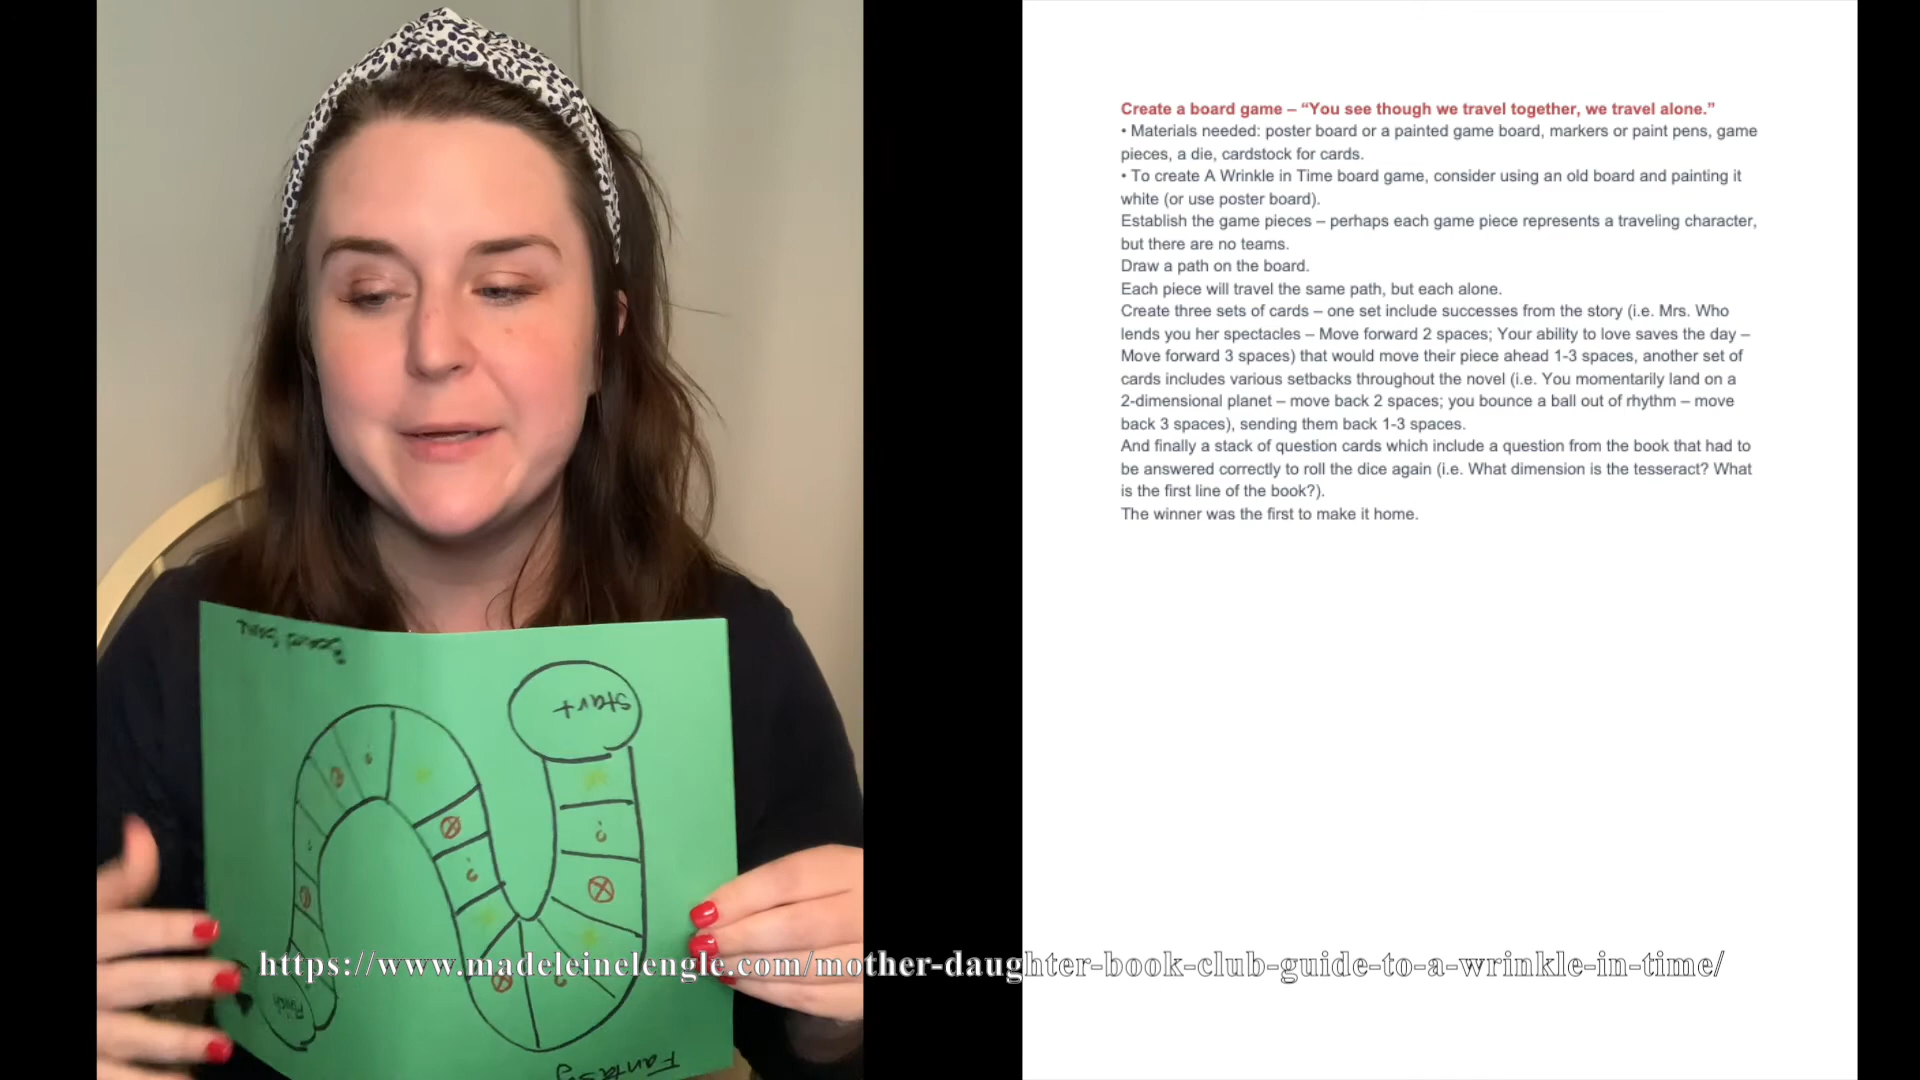 Create a board game – “You see though we travel together, we travel alone.”
• Materials needed: poster board or a painted game board, markers or paint pens, game
pieces, a die, cardstock for cards.
• To create A Wrinkle in Time board game, consider using an old board and painting it
white (or use poster board).
Establish the game pieces – perhaps each game piece represents a traveling character,
but there are no teams.
Draw a path on the board.
Each piece will travel the same path, but each alone.
Create three sets of cards – one set include successes from the story (i.e. Mrs. Who
lends you her spectacles – Move forward 2 spaces; Your ability to love saves the day –
Move forward 3 spaces) that would move their piece ahead 1-3 spaces, another set of
cards includes various setbacks throughout the novel (i.e. You momentarily land on a
2-dimensional planet – move back 2 spaces; you bounce a ball out of rhythm – move
back 3 spaces), sending them back 1-3 spaces.
And finally a stack of question cards which include a question from the book that had to
be answered correctly to roll the dice again (i.e. What dimension is the tesseract? What
is the first line of the book?).
The winner was the first to make it home.
Board
Start
?
?
?
?
?
Fantasy
https://www.madeleinelengle.com/mother-daughter-book-club-guide-to-a-wrinkle-in-time/